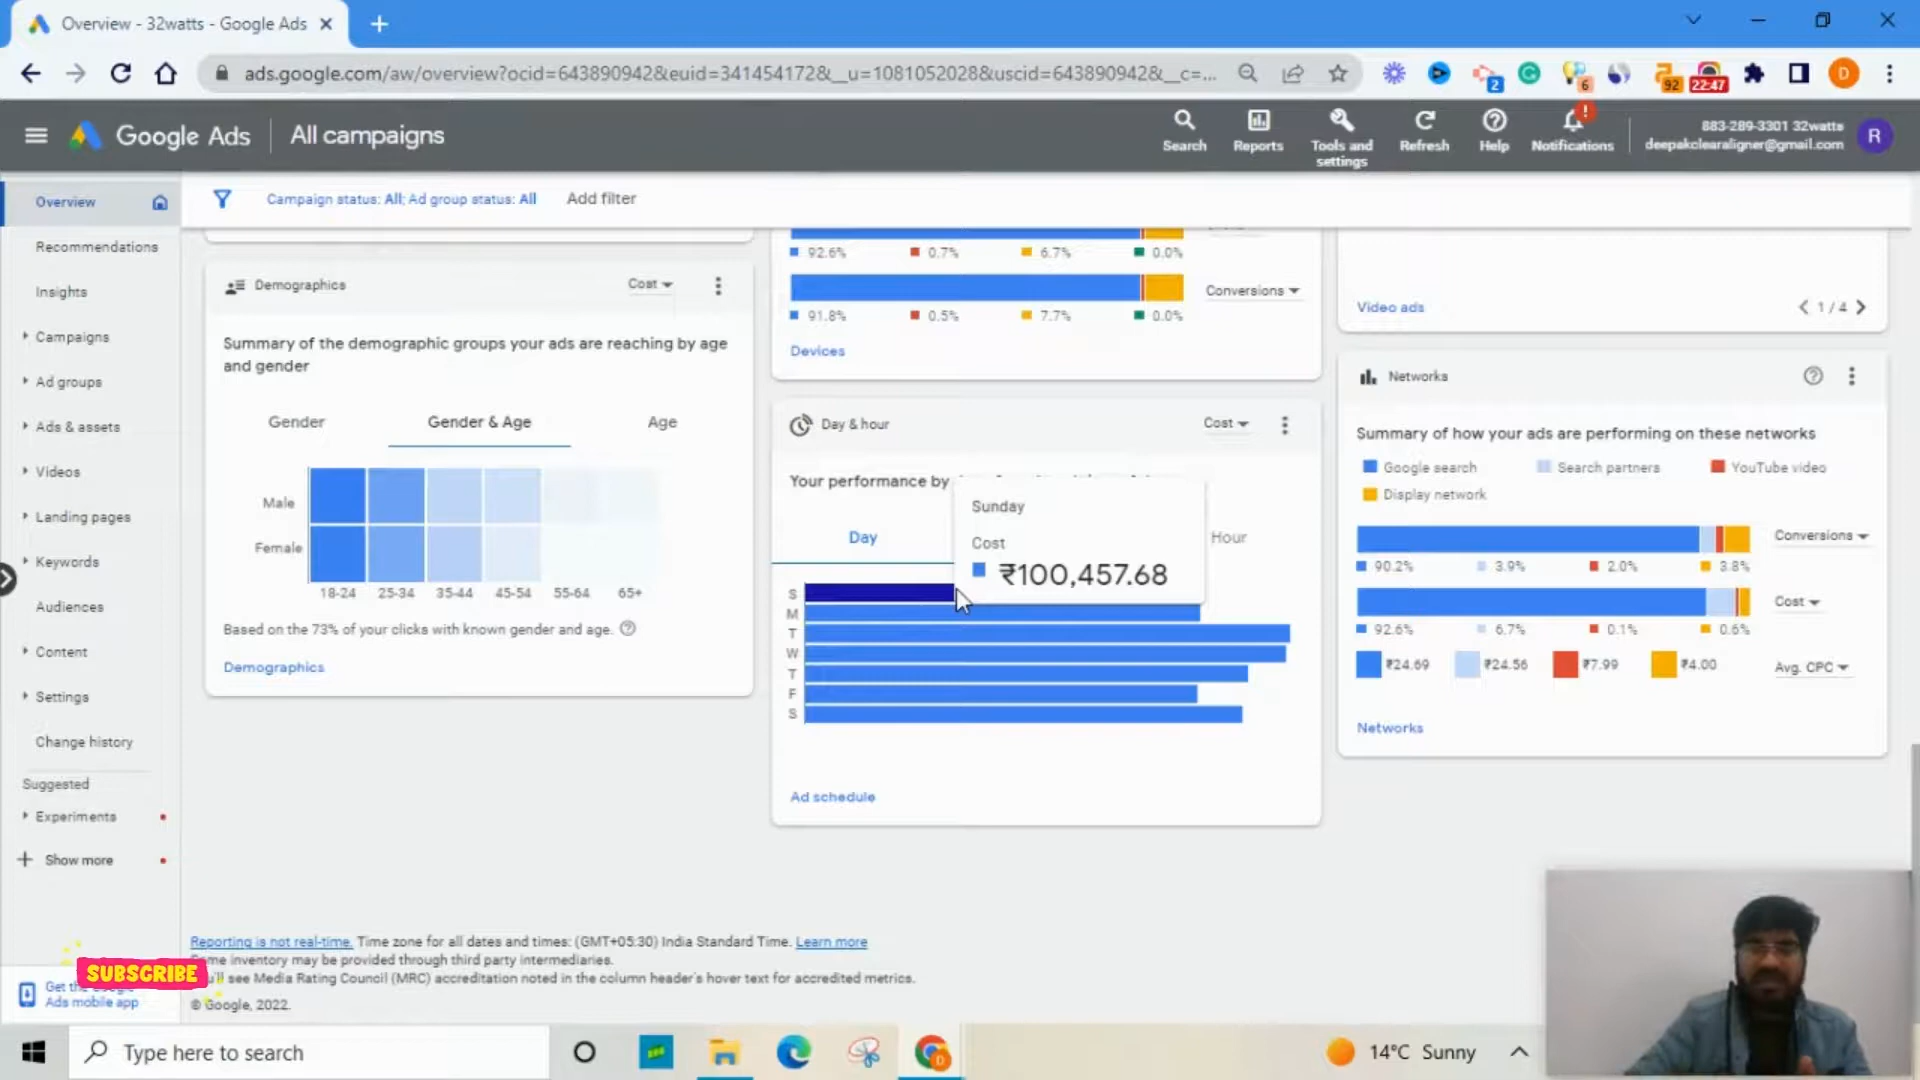 Overview - 32watts - Google Ads
ads.google.com/aw/overview?ocid=643890942&euid=341454172&__u=1081052028&uscid=643890942&__c=...
2
6
92
22:47
D
Google Ads
All campaigns
Search
Reports
Tools and settings
Refresh
Help
Notifications
883-289-3301 32watts
deepakclearaligner@gmail.com
R
Overview
Recommendations
Insights
Campaigns
Ad groups
Ads & assets
Videos
Landing pages
Keywords
Audiences
Content
Settings
Change history
Suggested
Experiments
Show more
Campaign status: All; Ad group status: All
Add filter
Demographics
Cost
Summary of the demographic groups your ads are reaching by age
and gender
Gender
Gender & Age
Age
Male
Female
18-24 25-34 35-44 45-54 55-64 65+
Based on the 73% of your clicks with known gender and age.
Demographics
92.6% 0.7% 6.7% 0.0%
Conversions
91.8% 0.5% 7.7% 0.0%
Devices
Day & hour
Cost
Your performance by
Day
Hour
Sunday
Cost
₹100,457.68
S
M
T
W
T
F
S
Ad schedule
Video ads
1 / 4
Networks
Summary of how your ads are performing on these networks
Google search Search partners YouTube video
Display network
Conversions
90.2% 3.9% 2.0% 3.8%
Cost
92.6% 6.7% 0.1% 0.6%
₹24.69 ₹24.56 ₹7.99 ₹4.00 Avg. CPC
Networks
Reporting is not real-time. Time zone for all dates and times: (GMT+05:30) India Standard Time. Learn more
Some inventory may be provided through third party intermediaries.
You'll see Media Rating Council (MRC) accreditation noted in the column header's hover text for accredited metrics.
© Google, 2022.
SUBSCRIBE
Get the Google
Ads mobile app
Type here to search
D
14°C Sunny